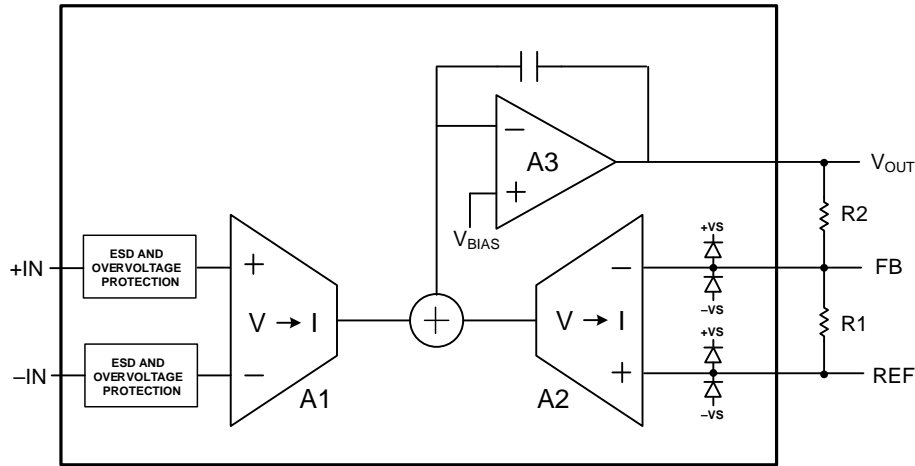 A3
V_OUT
R2
V_BIAS
+VS
ESD AND
OVERVOLTAGE
PROTECTION
+IN
FB
V → I
–VS
R1
V → I
+VS
ESD AND
OVERVOLTAGE
PROTECTION
–IN
REF
A1
A2
–VS